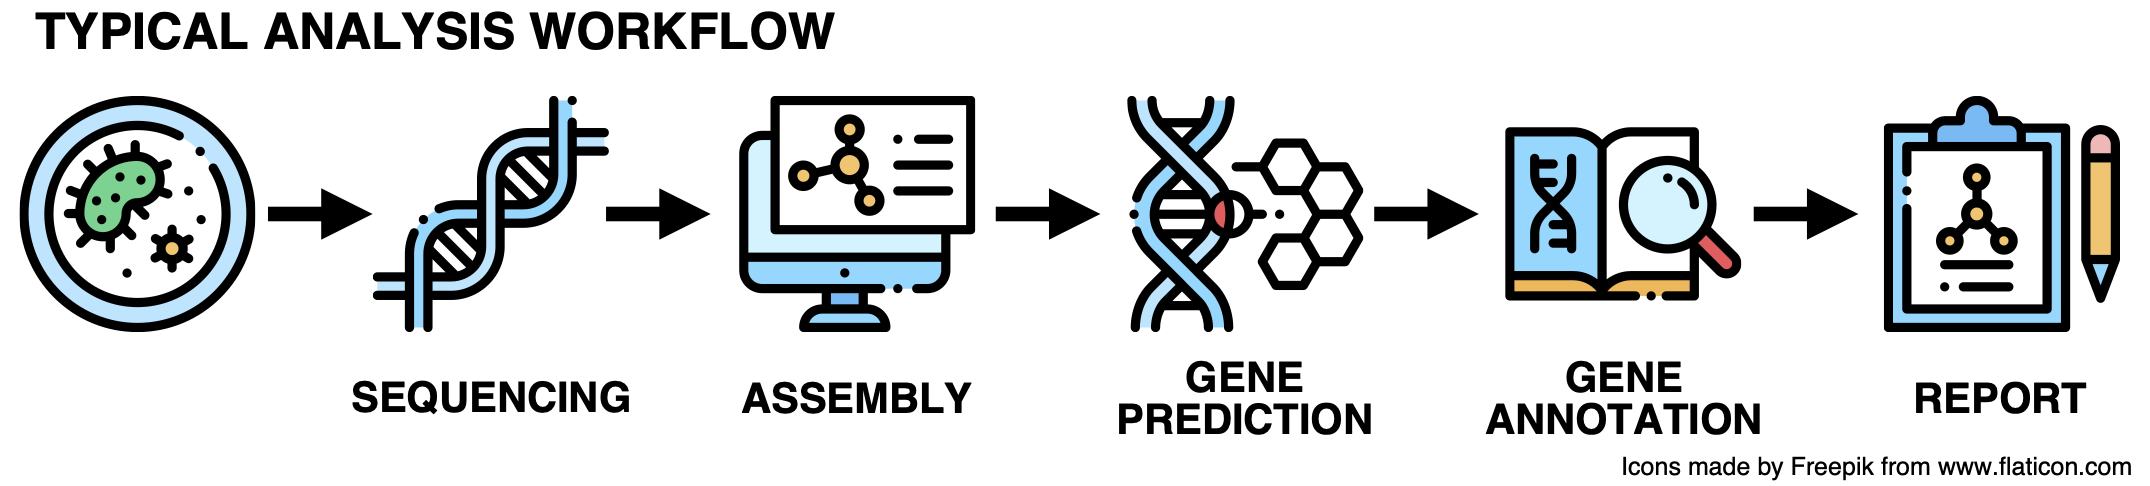 TYPICAL ANALYSIS WORKFLOW
SEQUENCING
ASSEMBLY
GENE
PREDICTION
GENE
ANNOTATION
REPORT
Icons made by Freepik from www.flaticon.com